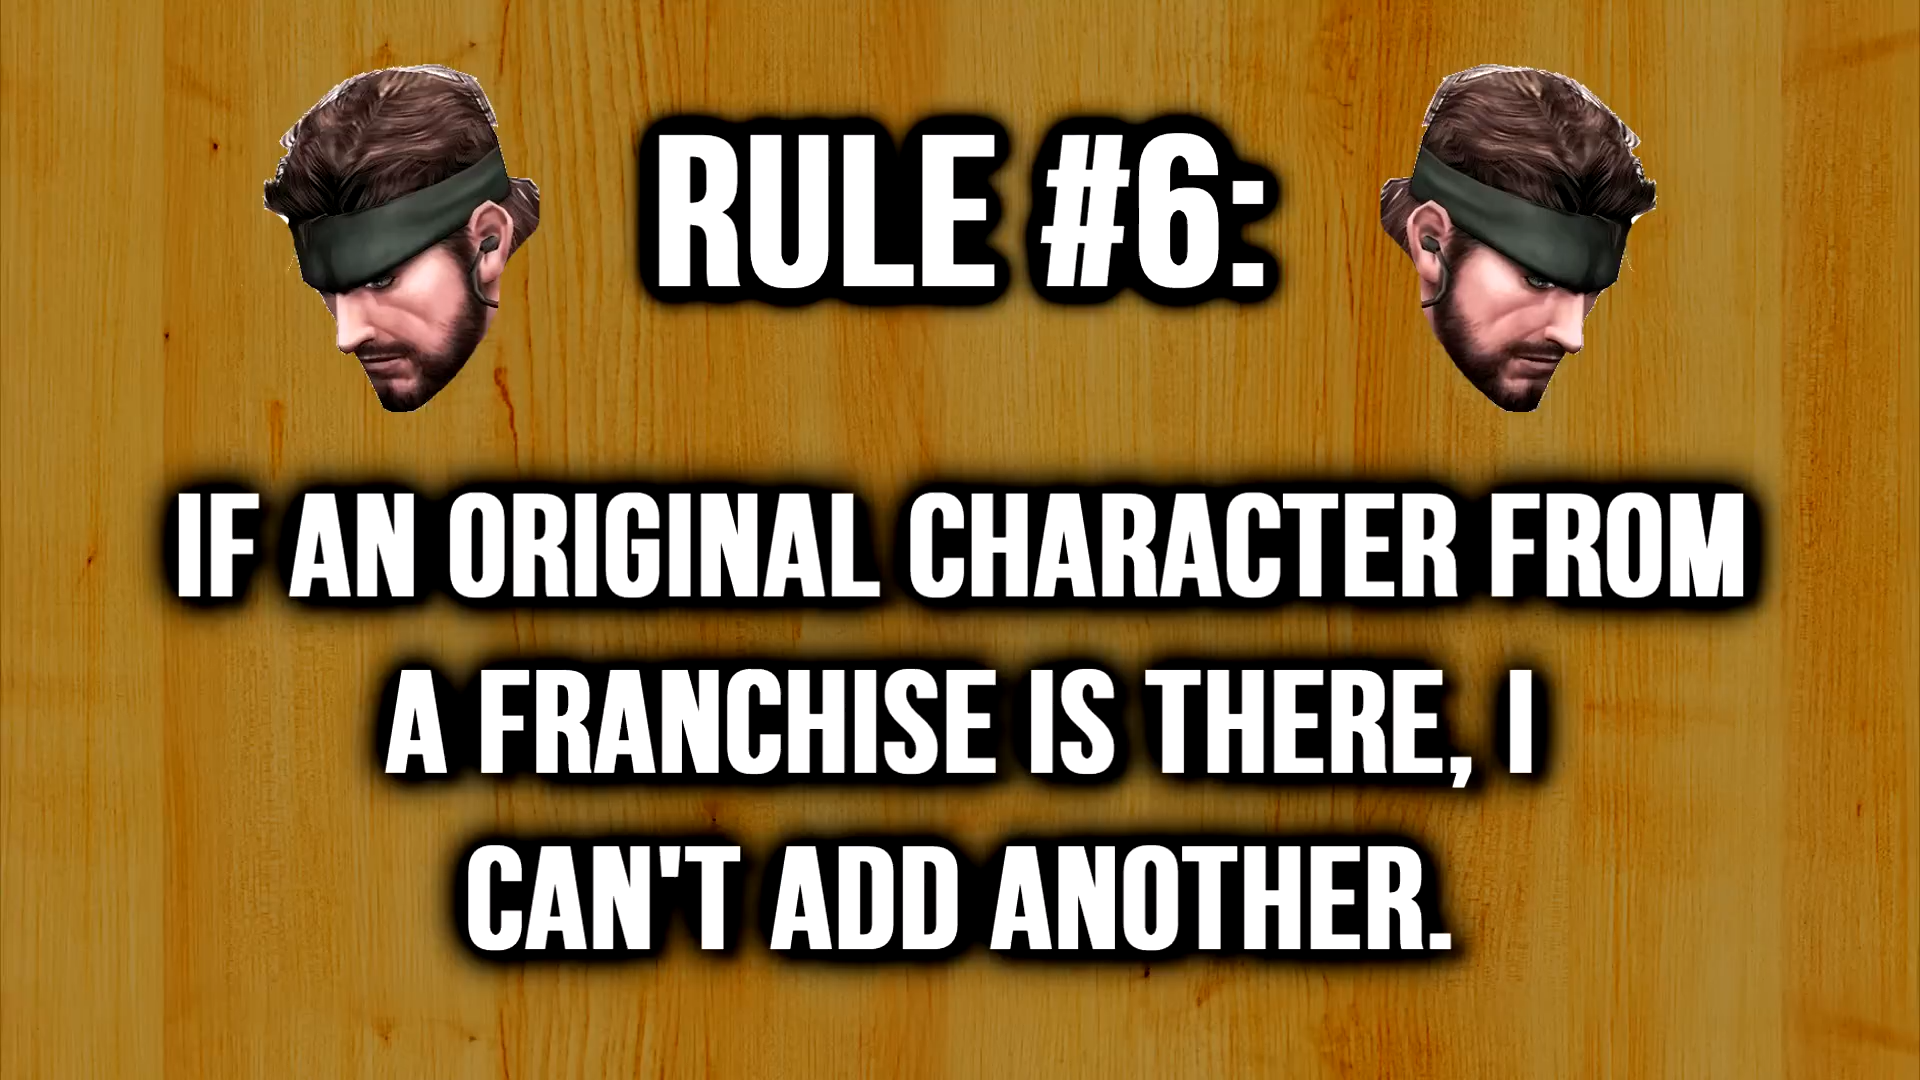 RULE #6:
IF AN ORIGINAL CHARACTER FROM
A FRANCHISE IS THERE, I
CAN'T ADD ANOTHER.